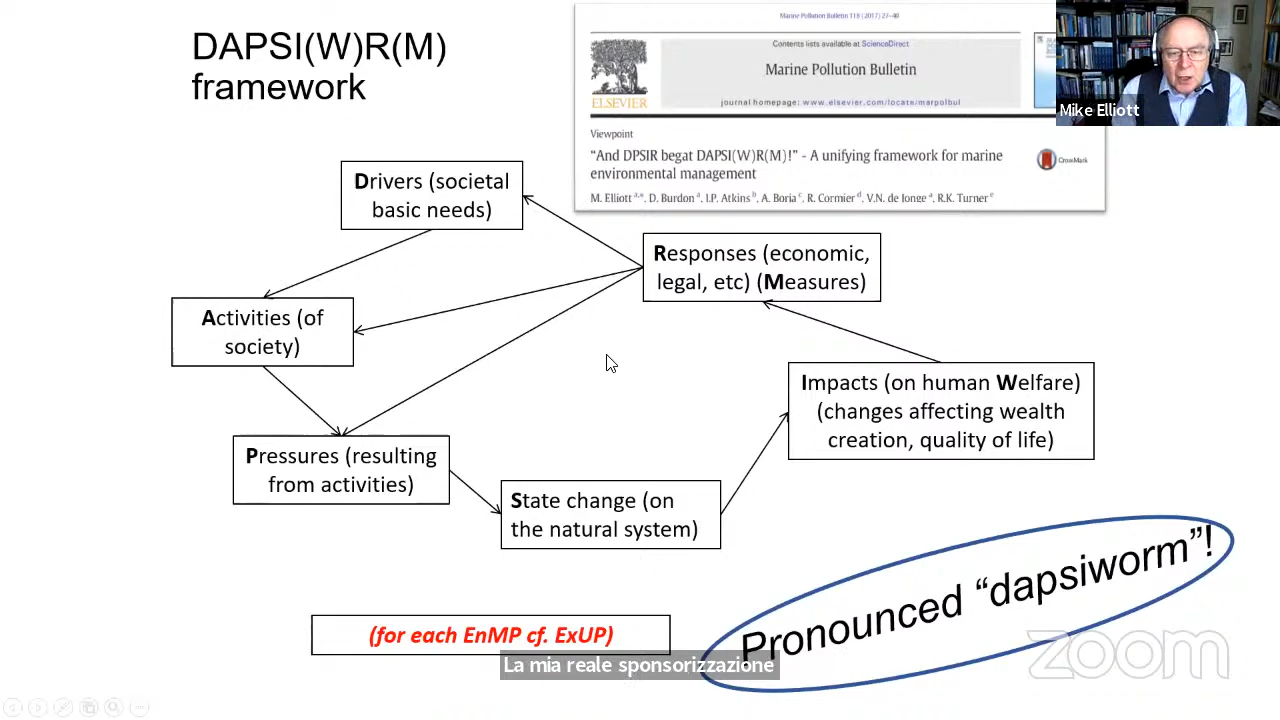 DAPSI(W)R(M)
framework
Marine Pollution Bulletin 118 (2017) 27–40
Contents lists available at ScienceDirect
Marine Pollution Bulletin
journal homepage: www.elsevier.com/locate/marpolbul
ELSEVIER
Viewpoint
“And DPSIR begat DAPSI(W)R(M)!” - A unifying framework for marine
environmental management
CrossMark
M. Elliott a,*, D. Burdon a, J.P. Atkins b, A. Borja c, R. Cormier d, V.N. de Jonge a, R.K. Turner e
Mike Elliott
Drivers (societal
basic needs)
Responses (economic,
legal, etc) (Measures)
Activities (of
society)
Impacts (on human Welfare)
(changes affecting wealth
creation, quality of life)
Pressures (resulting
from activities)
State change (on
the natural system)
Pronounced “dapsiworm”!
(for each EnMP cf. ExUP)
La mia reale sponsorizzazione
zoom